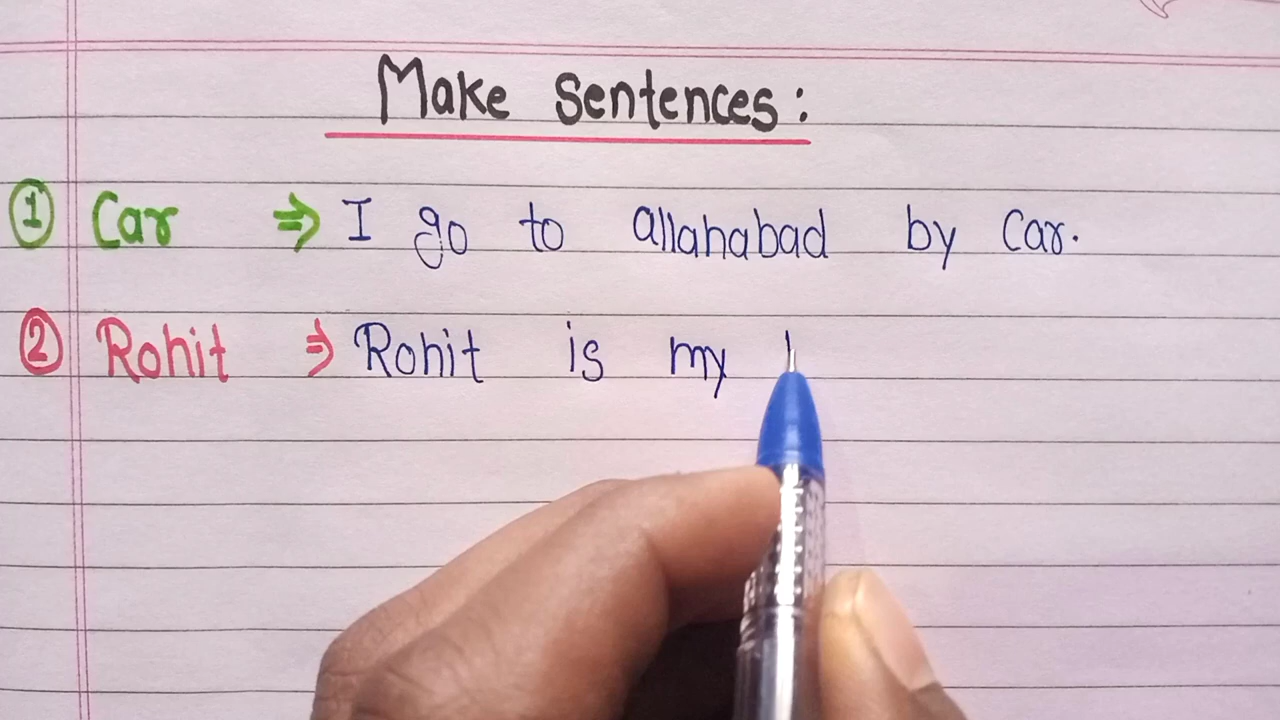 Make Sentences:
1 Car ⇒ I go to allahabad by Car.
2 Rohit ⇒ Rohit is my